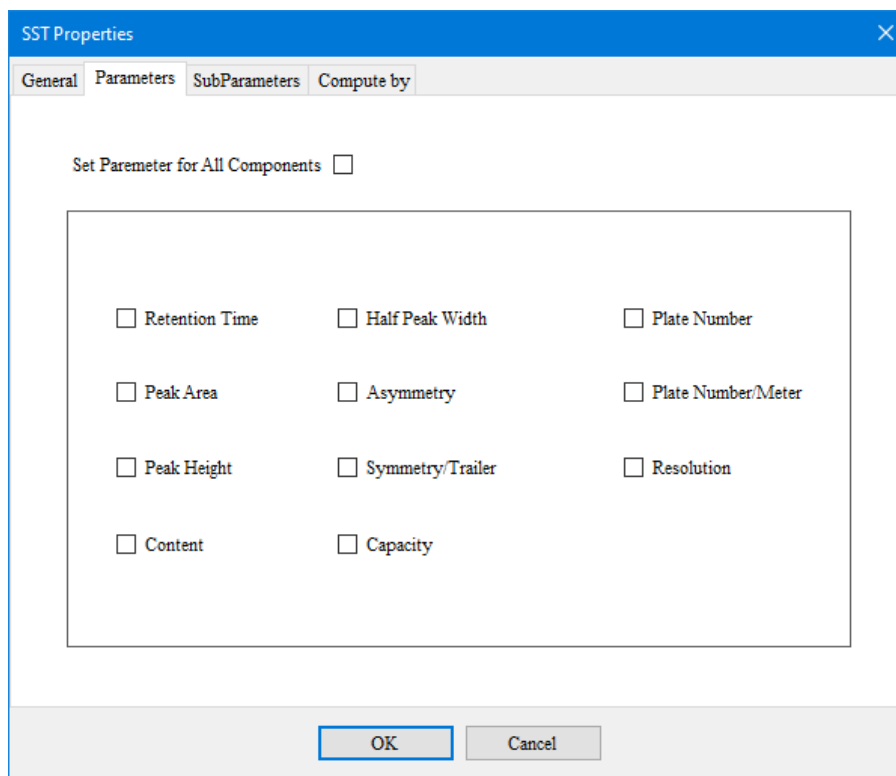 SST Properties
General Parameters SubParameters Compute by
Set Paremeter for All Components
Retention Time Half Peak Width Plate Number
Peak Area Asymmetry Plate Number/Meter
Peak Height Symmetry/Trailer Resolution
Content Capacity
OK Cancel